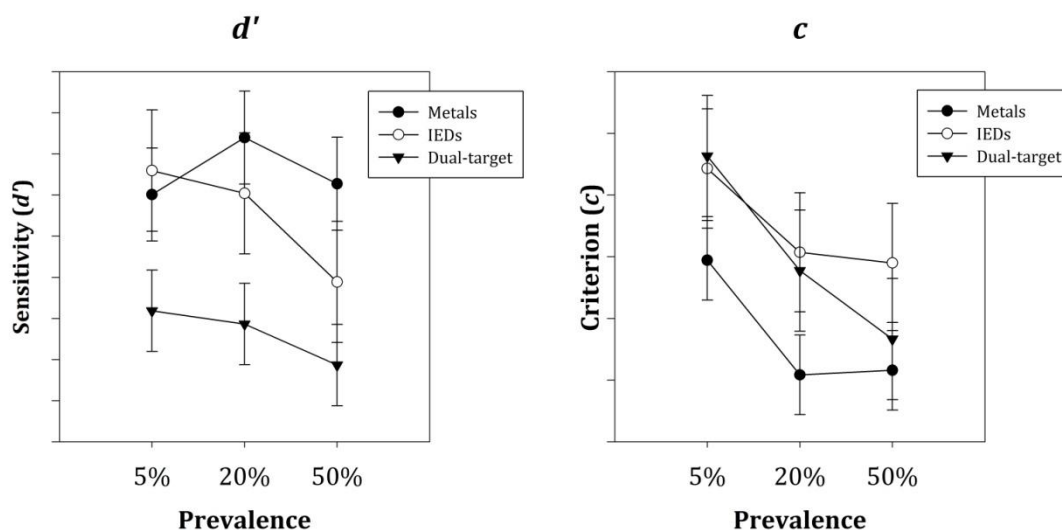 d'
Sensitivity (d')
Metals
IEDs
Dual-target
5% 20% 50%
Prevalence
c
Criterion (c)
Metals
IEDs
Dual-target
5% 20% 50%
Prevalence